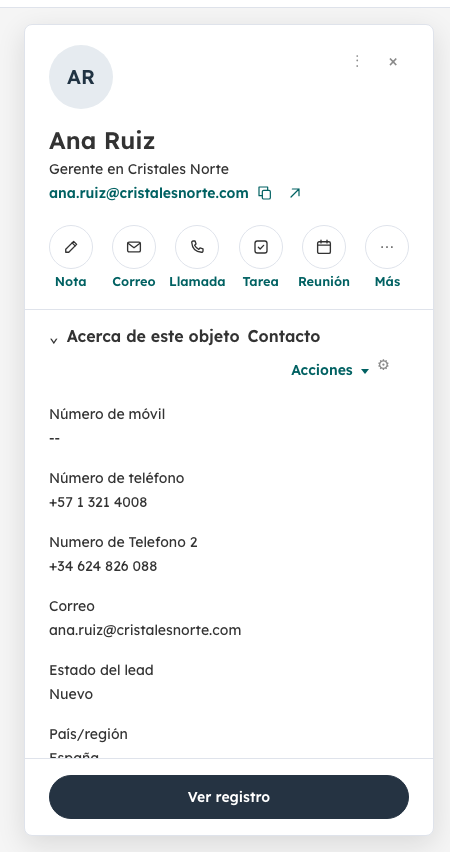 AR
Ana Ruiz
Gerente en Cristales Norte
ana.ruiz@cristalesnorte.com
Nota Correo Llamada Tarea Reunión Más
Acerca de este objeto Contacto
Acciones
Número de móvil
--
Número de teléfono
+57 1 321 4008
Numero de Telefono 2
+34 624 826 088
Correo
ana.ruiz@cristalesnorte.com
Estado del lead
Nuevo
País/región
España
Ver registro